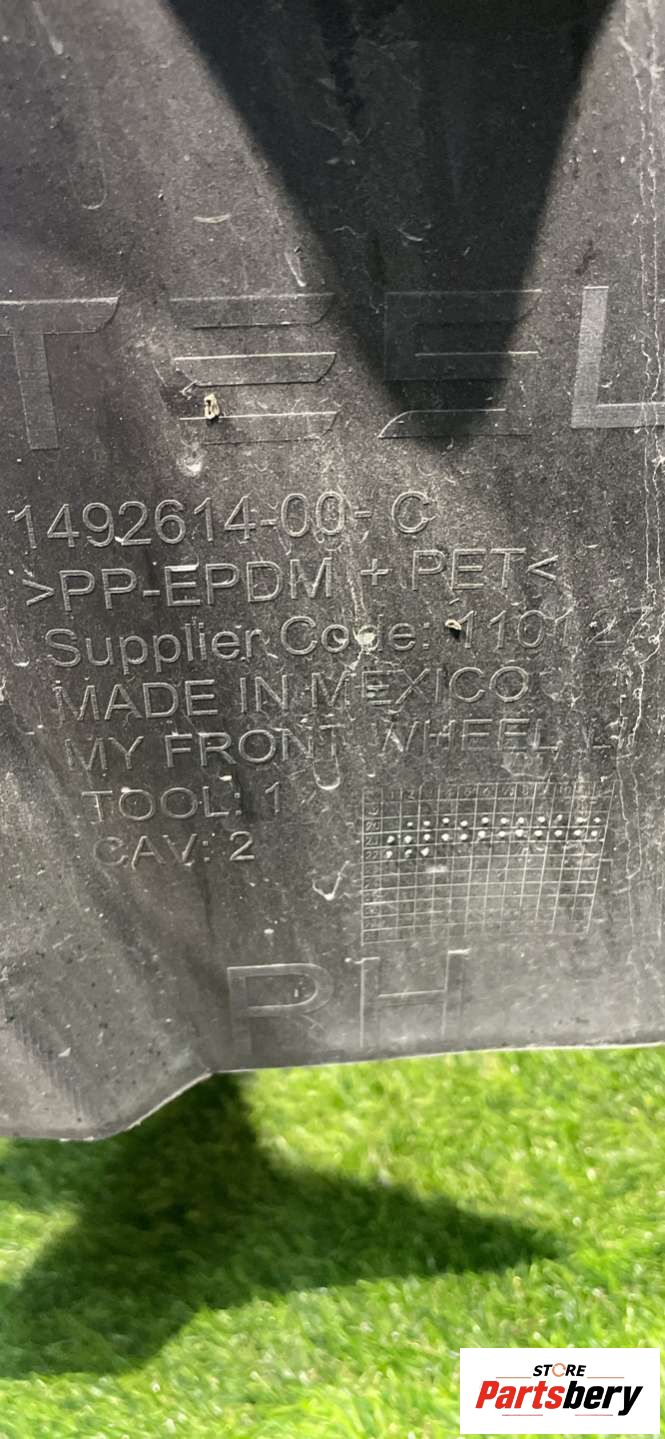 TESL
1492614-00- C
>PP-EPDM + PET<
Supplier Code: 110127
MADE IN MEXICO
MY FRONT WHEEL L
TOOL: 1
CAV: 2
RH
STORE
Partsbery